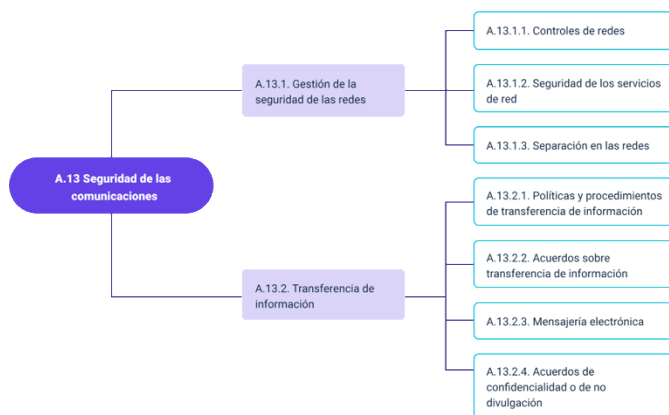 A.13 Seguridad de las
comunicaciones
A.13.1. Gestión de la
seguridad de las redes
A.13.1.1. Controles de redes
A.13.1.2. Seguridad de los servicios
de red
A.13.1.3. Separación en las redes
A.13.2. Transferencia de
información
A.13.2.1. Políticas y procedimientos
de transferencia de información
A.13.2.2. Acuerdos sobre
transferencia de información
A.13.2.3. Mensajería electrónica
A.13.2.4. Acuerdos de
confidencialidad o de no
divulgación